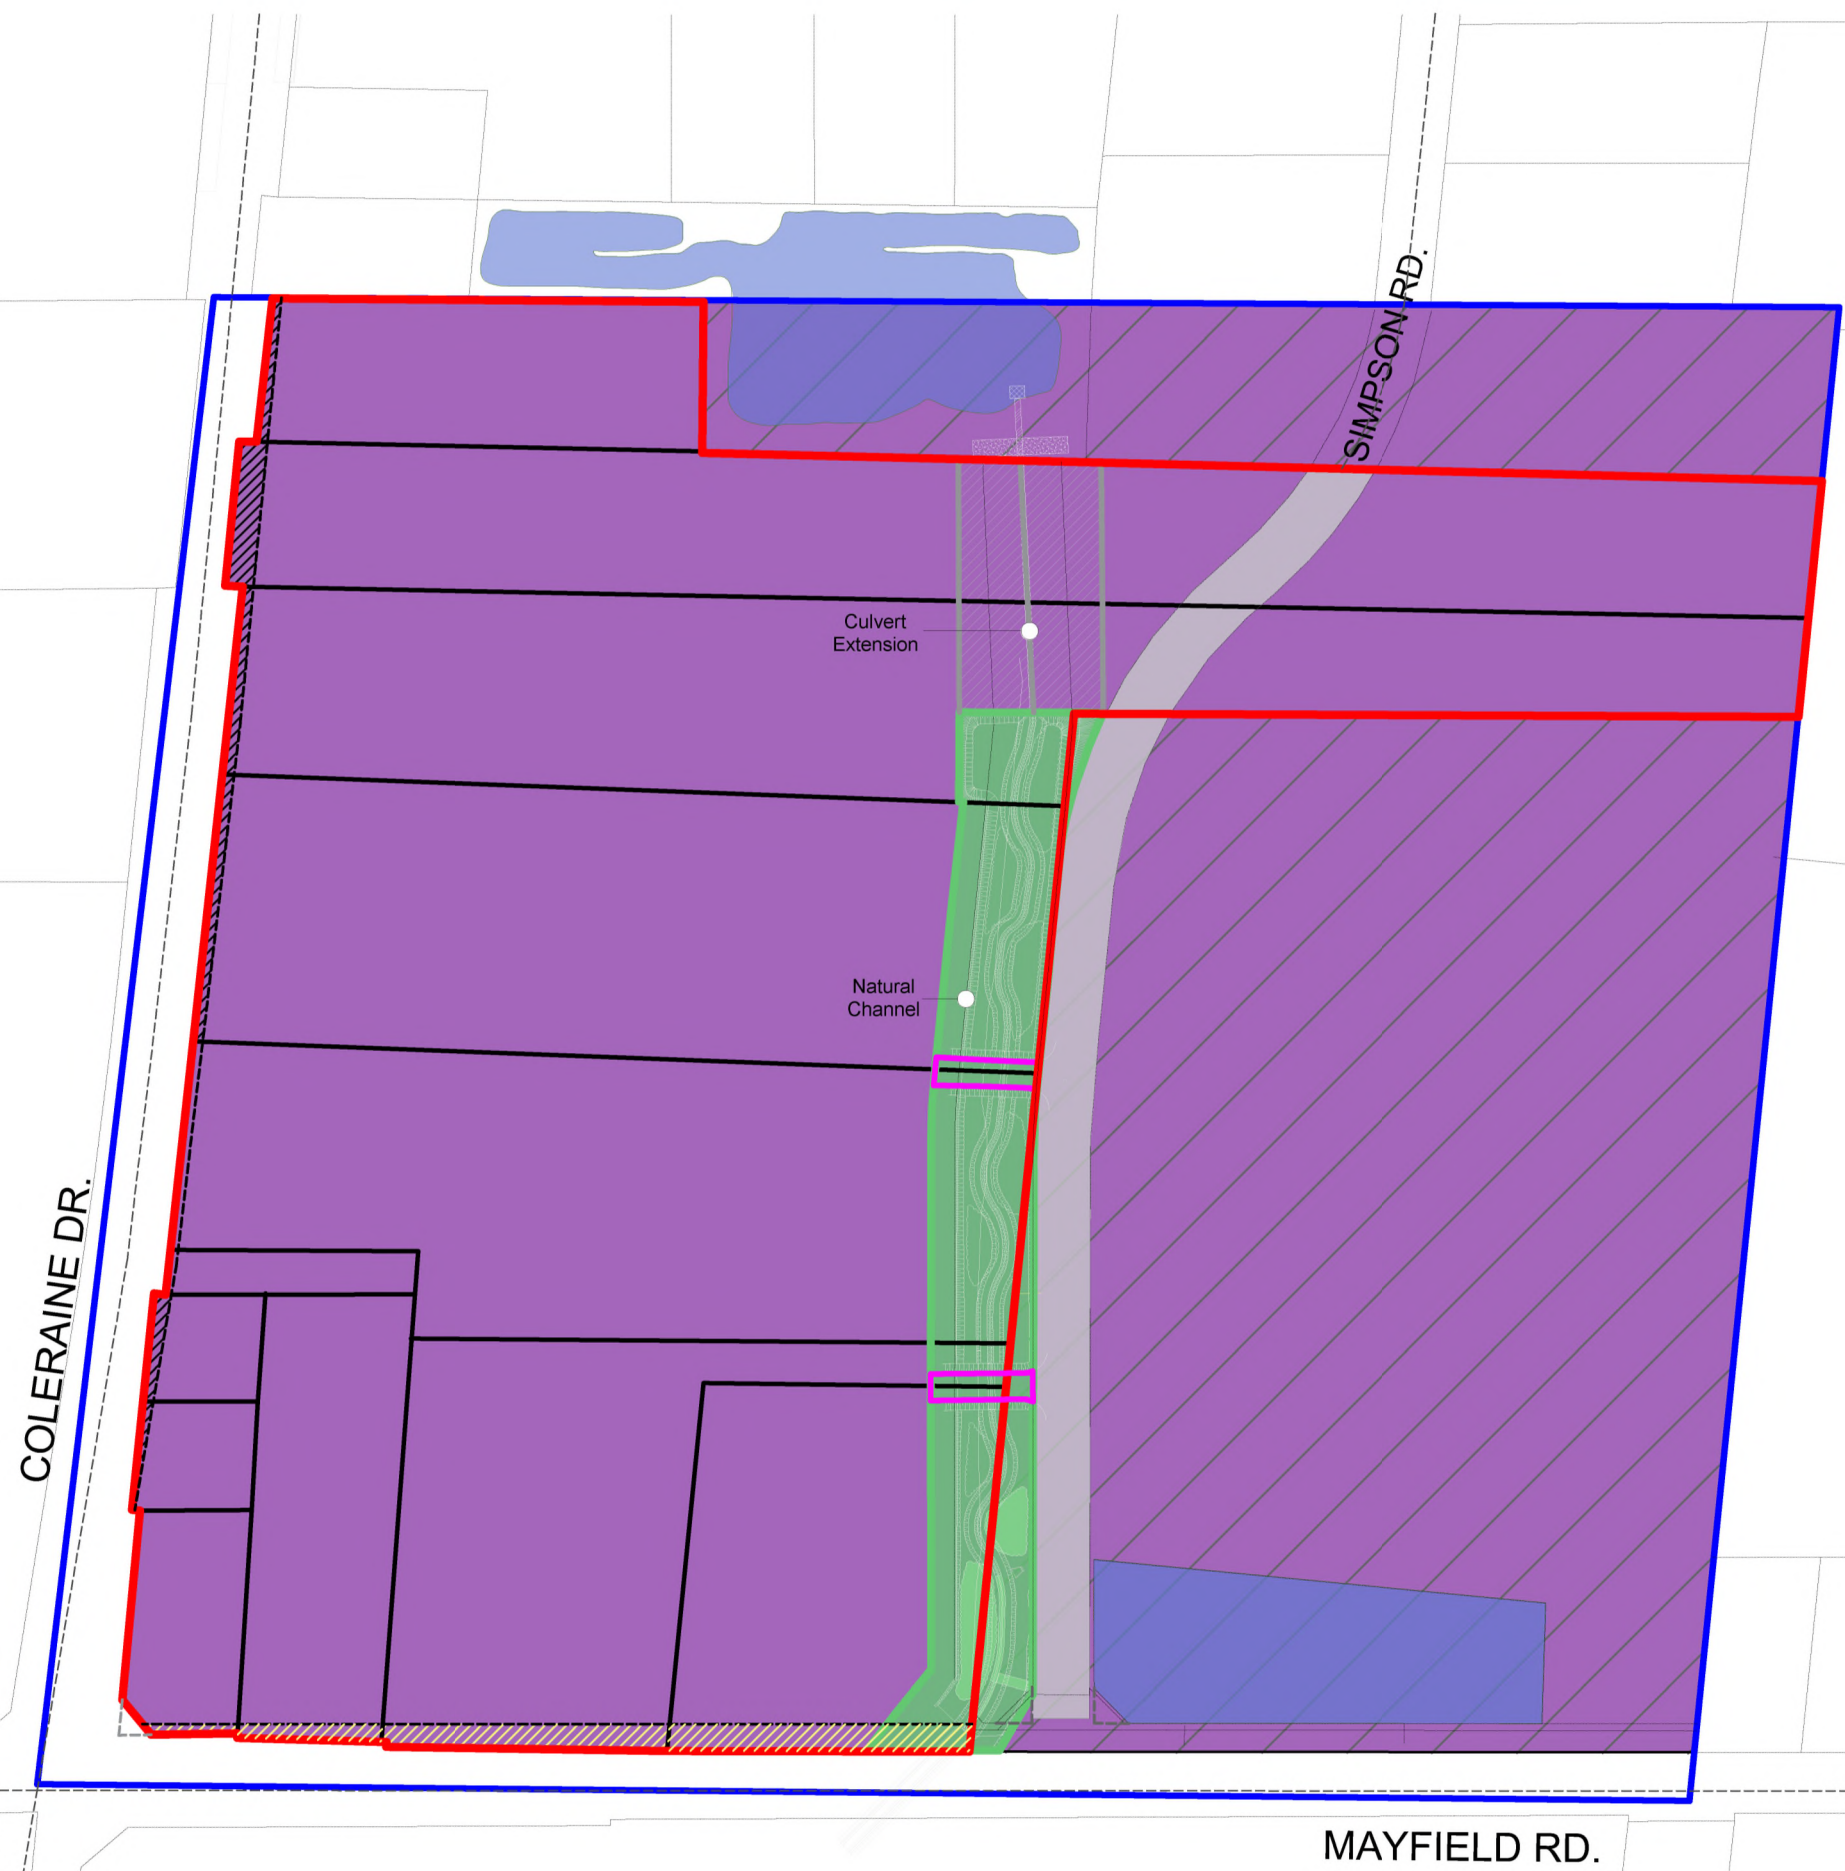 SIMPSON RD.
Culvert
Extension
Natural
Channel
COLERAINE DR.
MAYFIELD RD.